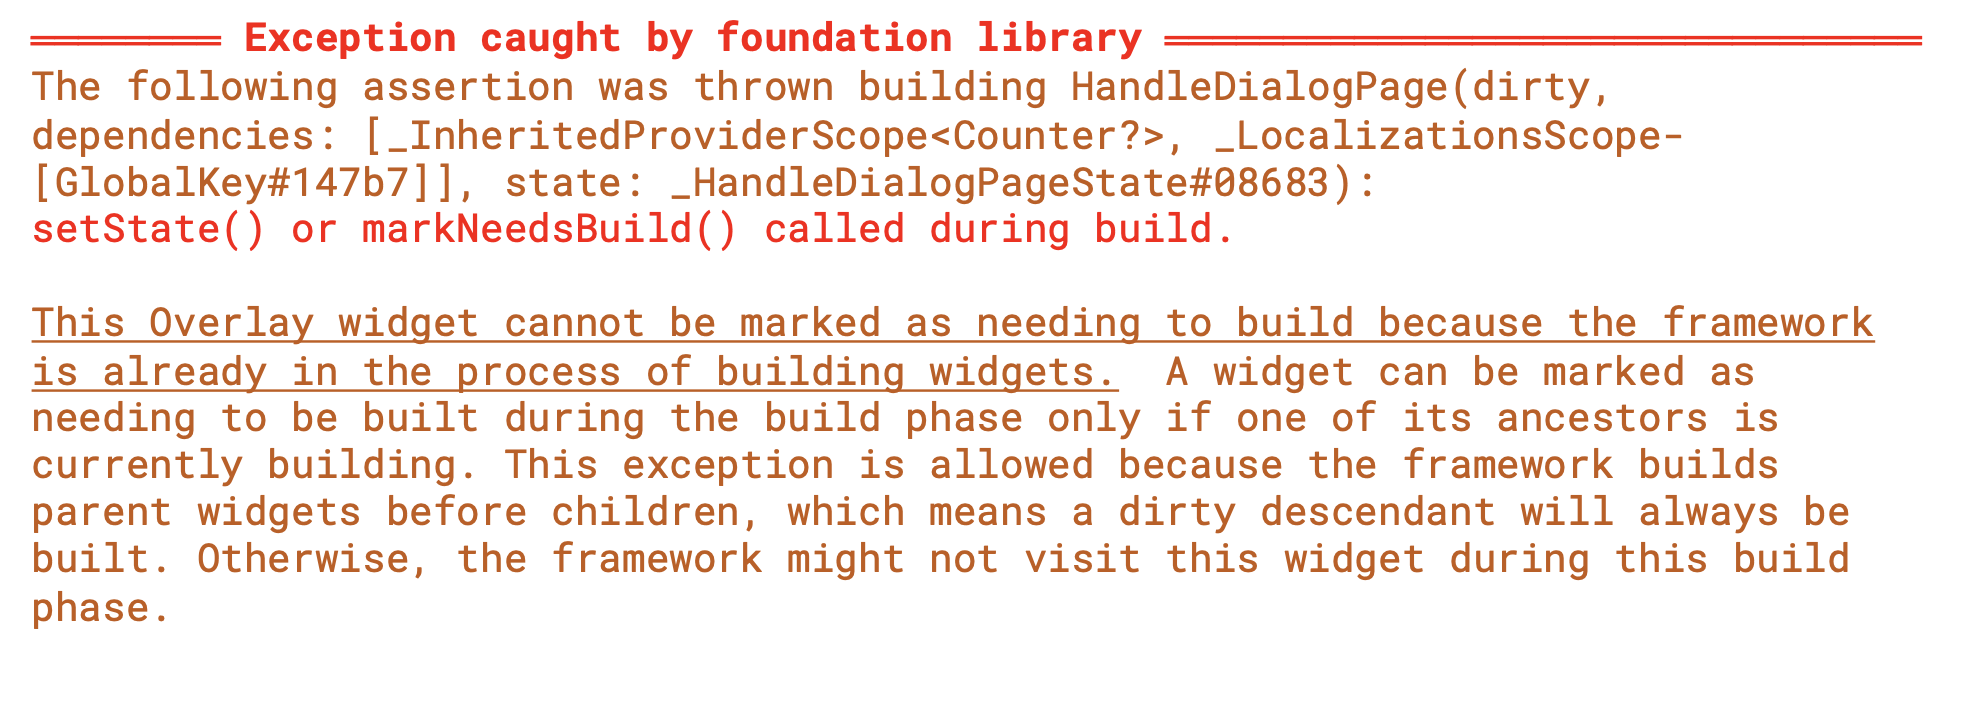 ════════ Exception caught by foundation library ════════════════════════════════
The following assertion was thrown building HandleDialogPage(dirty,
dependencies: [_InheritedProviderScope<Counter?>, _LocalizationsScope-
[GlobalKey#147b7]], state: _HandleDialogPageState#08683):
setState() or markNeedsBuild() called during build.

This Overlay widget cannot be marked as needing to build because the framework
is already in the process of building widgets.  A widget can be marked as
needing to be built during the build phase only if one of its ancestors is
currently building. This exception is allowed because the framework builds
parent widgets before children, which means a dirty descendant will always be
built. Otherwise, the framework might not visit this widget during this build
phase.